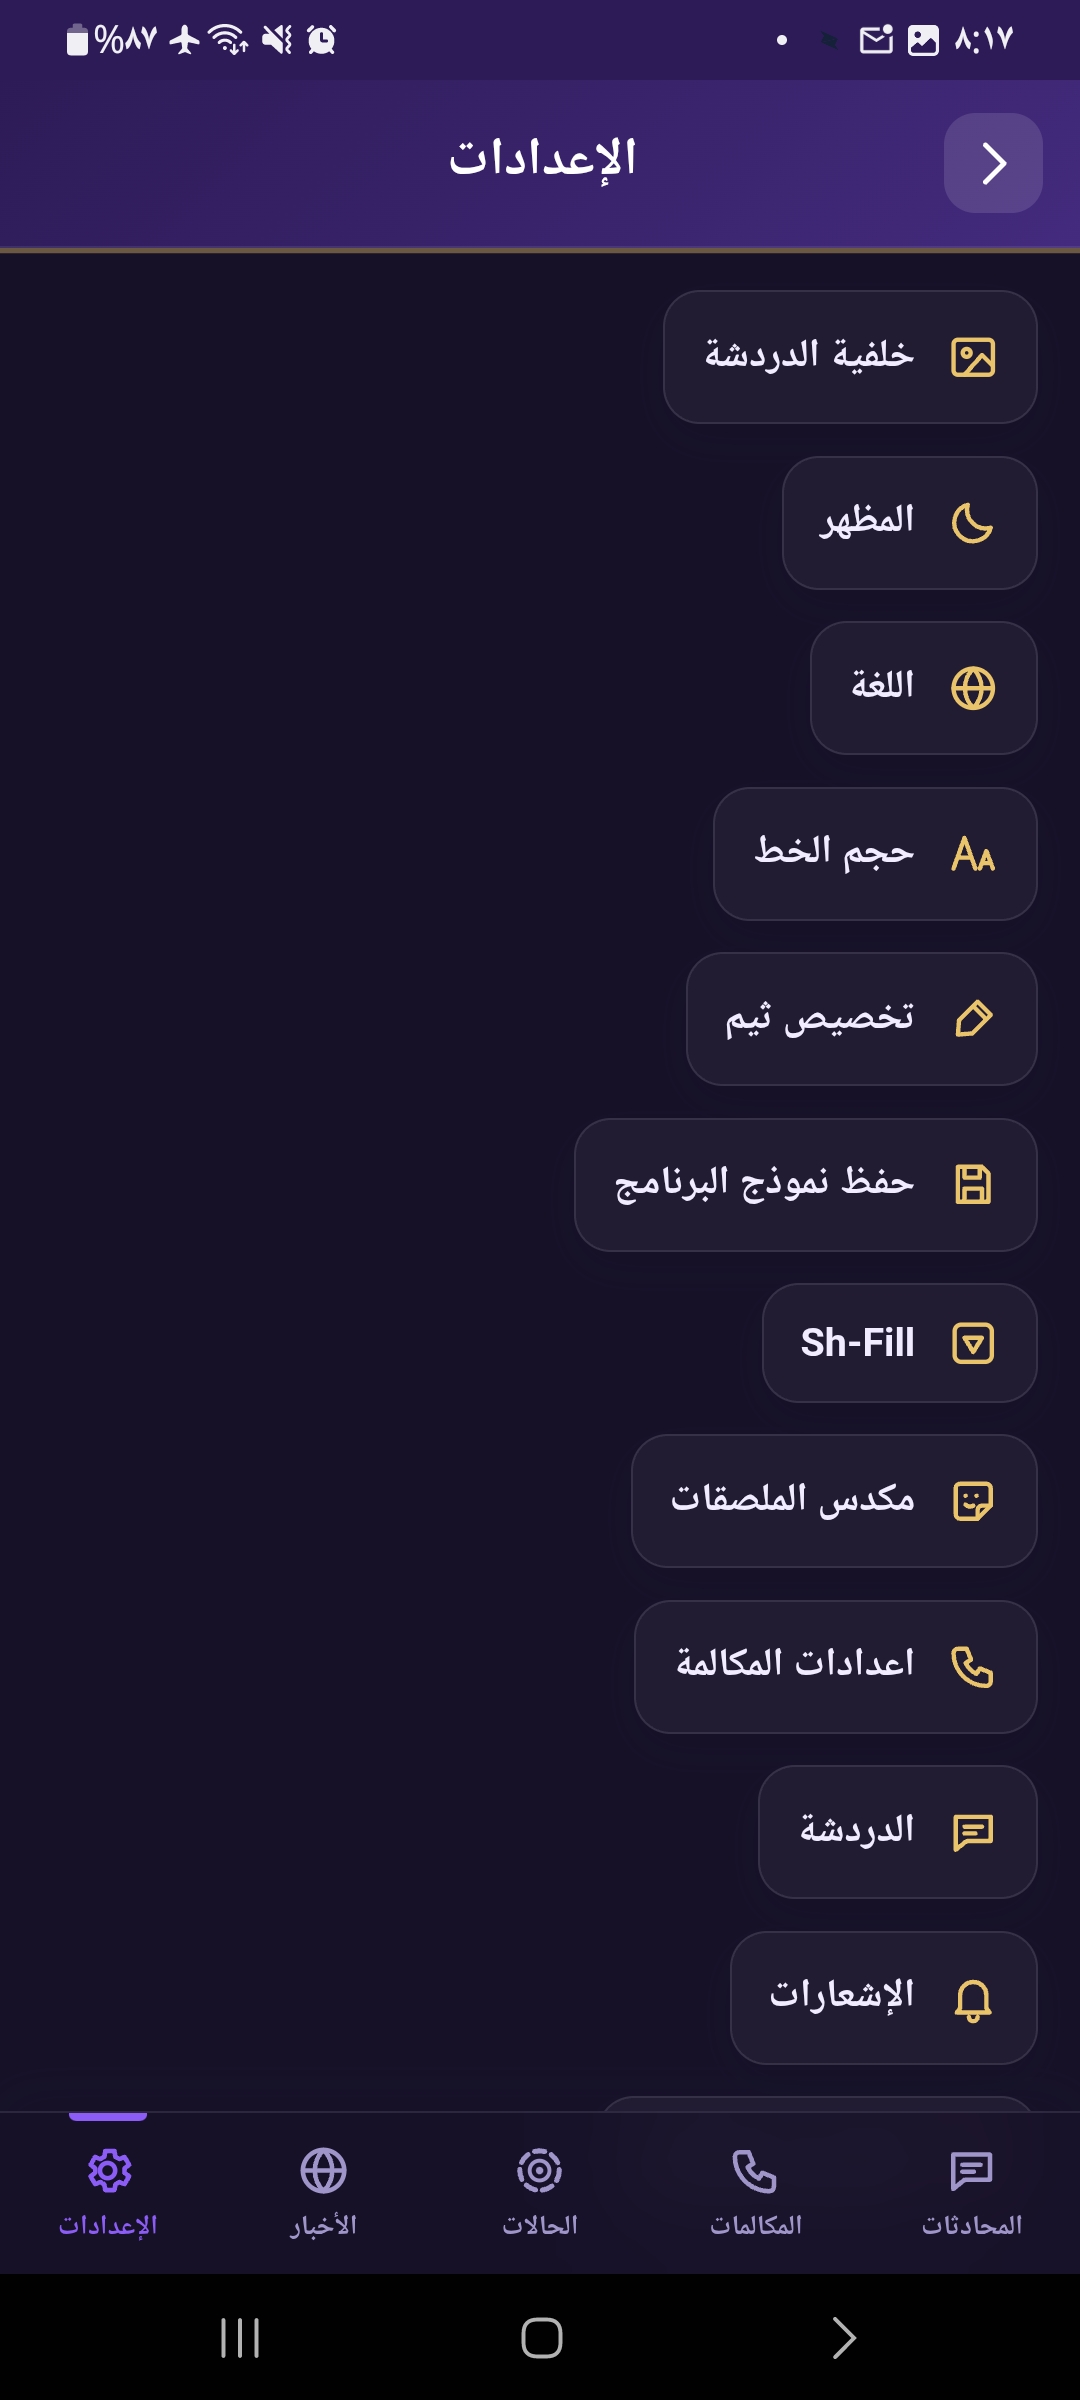 ٨:١٧ %٨٧
الإعدادات
خلفية الدردشة
المظهر
اللغة
حجم الخط
تخصيص ثيم
حفظ نموذج البرنامج
Sh-Fill
مكدس الملصقات
اعدادات المكالمة
الدردشة
الإشعارات
المحادثات المكالمات الحالات الأخبار الإعدادات